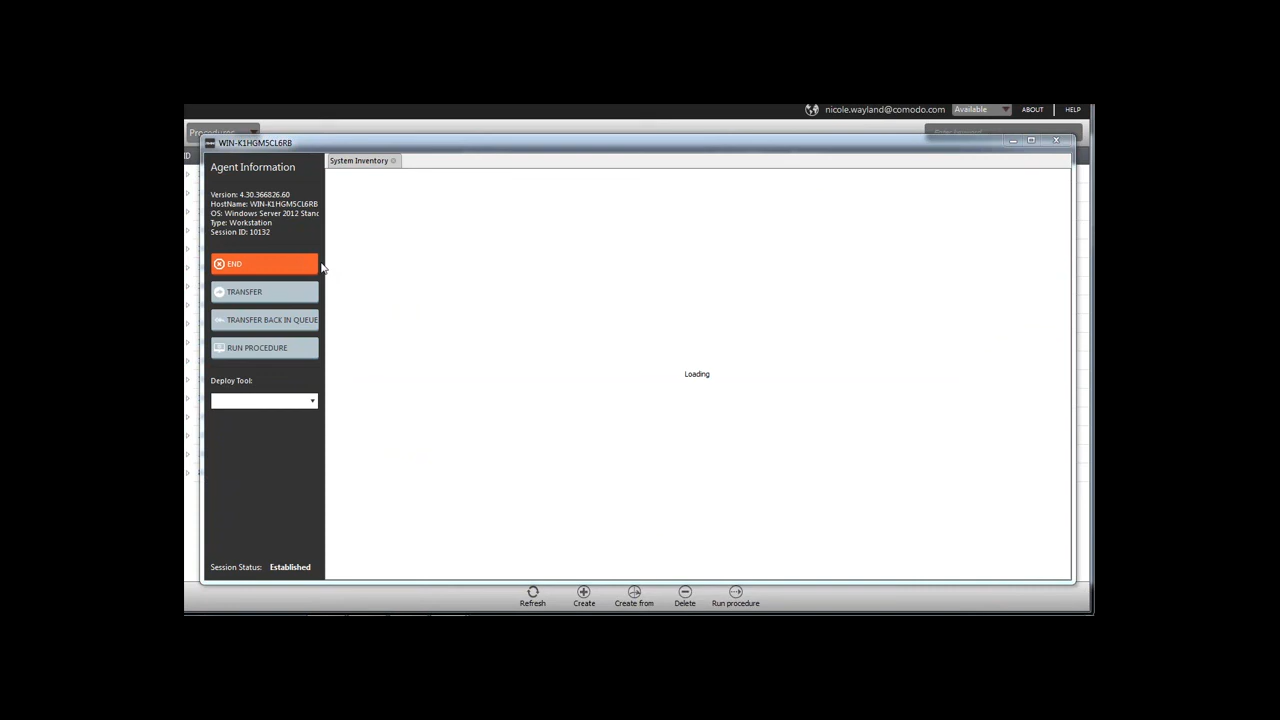 nicole.wayland@comodo.com Available ABOUT HELP
Procedures
WIN-K1HGM5CL6RB
ID
Agent Information
System Inventory
Version: 4.30.366826.60
HostName: WIN-K1HGM5CL6RB
OS: Windows Server 2012 Stanc
Type: Workstation
Session ID: 10132
END
TRANSFER
TRANSFER BACK IN QUEUE
RUN PROCEDURE
Loading
Deploy Tool:
Session Status: Established
Refresh Create Create from Delete Run procedure